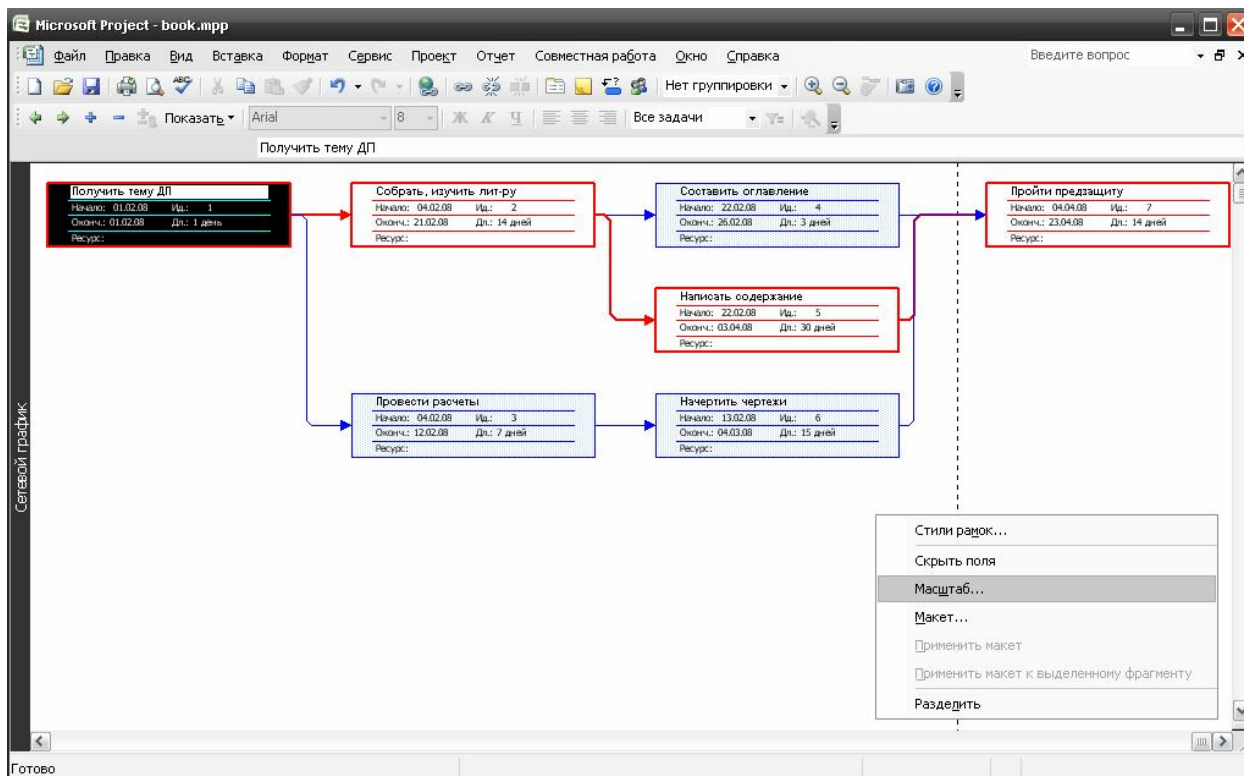 Microsoft Project - book.mpp
Файл Правка Вид Вставка Формат Сервис Проект Отчет Совместная работа Окно Справка Введите вопрос
Нет группировки
Показать Arial 8 Ж К Ч Все задачи
Получить тему ДП
Сетевой график
Получить тему ДП
Начало: 01.02.08 Ид.: 1
Оконч.: 01.02.08 Дл.: 1 день
Ресурс:
Собрать, изучить лит-ру
Начало: 04.02.08 Ид.: 2
Оконч.: 21.02.08 Дл.: 14 дней
Ресурс:
Составить оглавление
Начало: 22.02.08 Ид.: 4
Оконч.: 26.02.08 Дл.: 3 дней
Ресурс:
Пройти предзащиту
Начало: 04.04.08 Ид.: 7
Оконч.: 23.04.08 Дл.: 14 дней
Ресурс:
Написать содержание
Начало: 22.02.08 Ид.: 5
Оконч.: 03.04.08 Дл.: 30 дней
Ресурс:
Провести расчеты
Начало: 04.02.08 Ид.: 3
Оконч.: 12.02.08 Дл.: 7 дней
Ресурс:
Начертить чертежи
Начало: 13.02.08 Ид.: 6
Оконч.: 04.03.08 Дл.: 15 дней
Ресурс:
Стили рамок...
Скрыть поля
Масштаб...
Макет...
Применить макет
Применить макет к выделенному фрагменту
Разделить
Готово